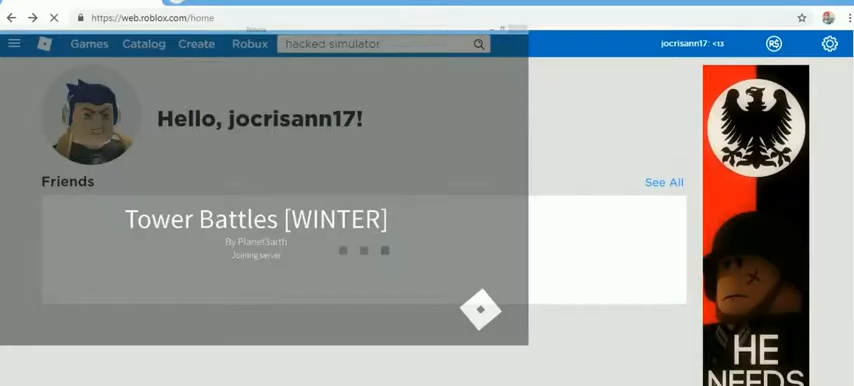 https://web.roblox.com/home
Games Catalog Create Robux hacked simulator jocrisann17: <13
Hello, jocrisann17!
Friends See All
Tower Battles [WINTER]
By Planet3arth
Joining server
HE
NEEDS